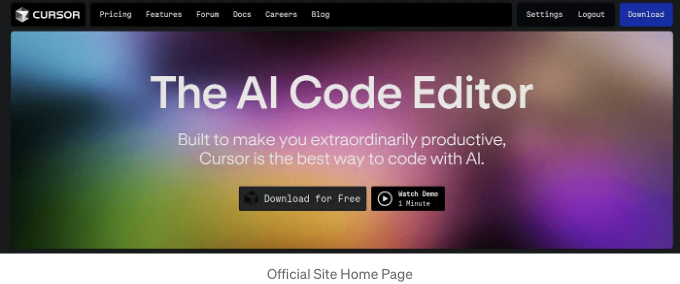 CURSOR
Pricing Features Forum Docs Careers Blog
Settings Logout
Download
The AI Code Editor
Built to make you extraordinarily productive,
Cursor is the best way to code with AI.
Download for Free
Watch Demo
1 Minute
Official Site Home Page